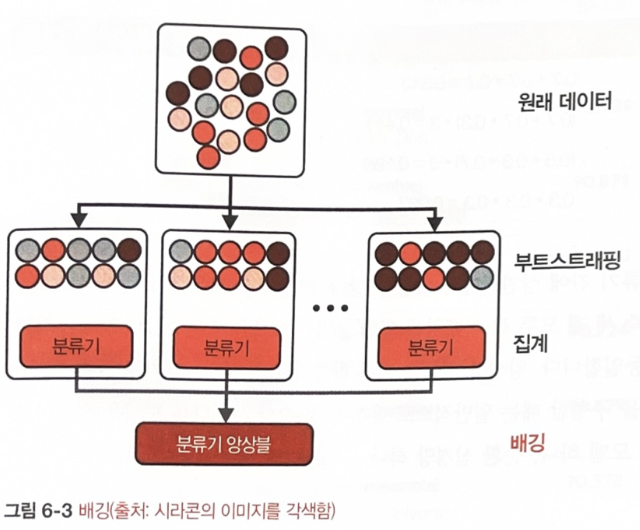 원래 데이터
부트스트래핑
분류기
분류기
...
분류기
집계
분류기 앙상블
배깅
그림 6-3 배깅(출처: 시라콘의 이미지를 각색함)